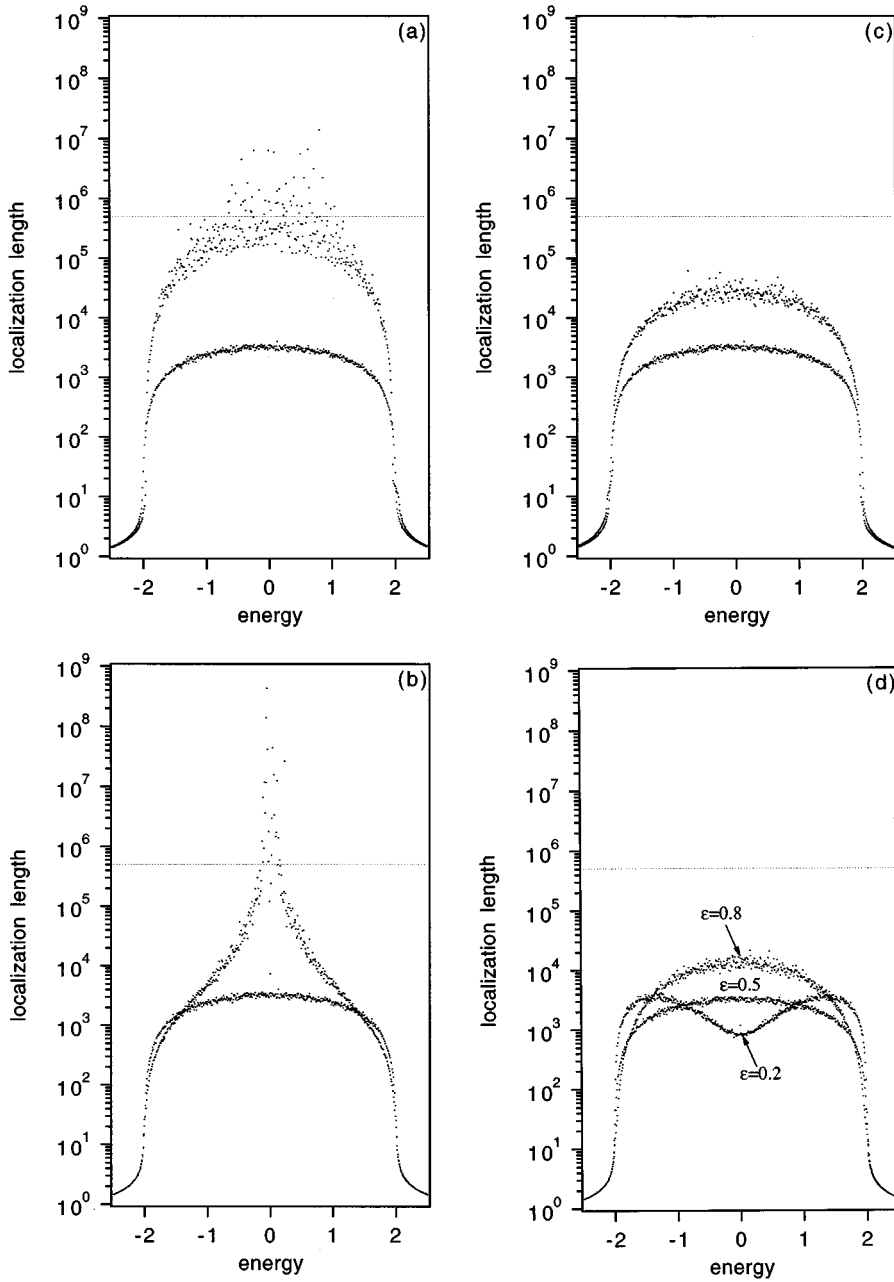 (a)
10⁹
10⁸
10⁷
10⁶
10⁵
10⁴
10³
10²
10¹
10⁰
localization length
-2 -1 0 1 2
energy
(c)
10⁹
10⁸
10⁷
10⁶
10⁵
10⁴
10³
10²
10¹
10⁰
localization length
-2 -1 0 1 2
energy
(b)
10⁹
10⁸
10⁷
10⁶
10⁵
10⁴
10³
10²
10¹
10⁰
localization length
-2 -1 0 1 2
energy
(d)
10⁹
10⁸
10⁷
10⁶
10⁵
10⁴
10³
10²
10¹
10⁰
localization length
ε=0.8
ε=0.5
ε=0.2
-2 -1 0 1 2
energy